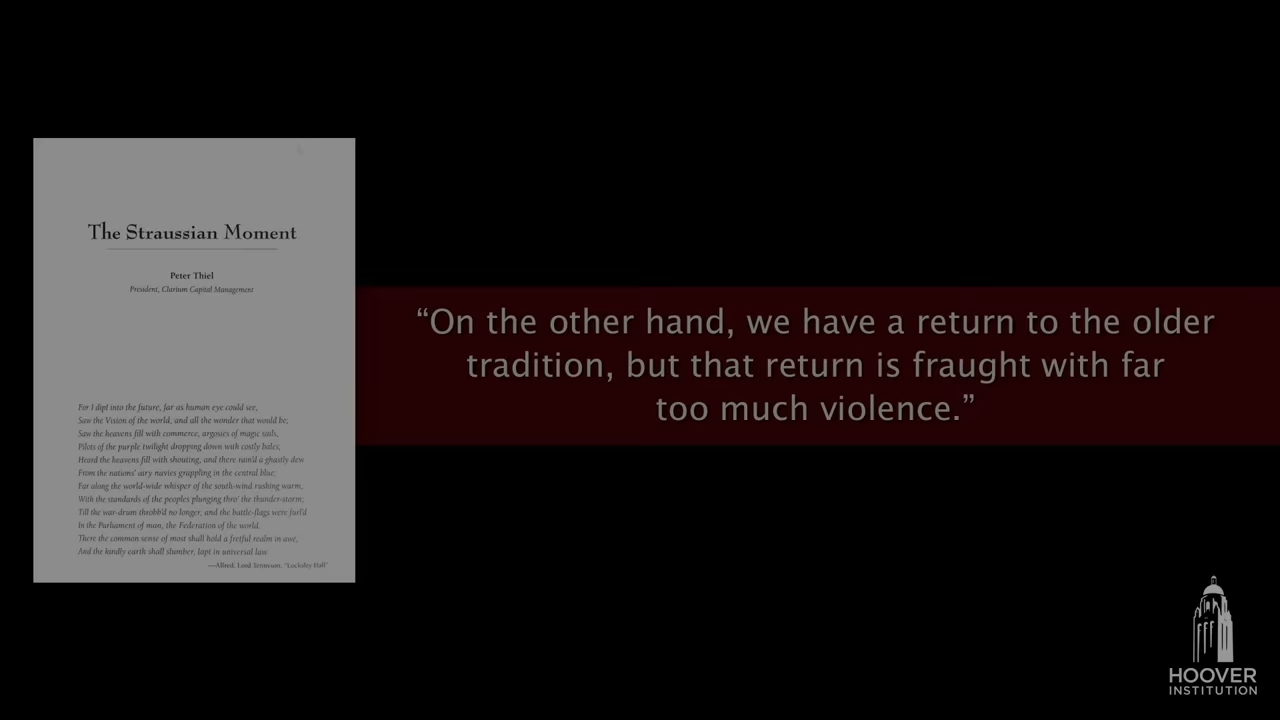 The Straussian Moment
Peter Thiel
President, Clarium Capital Management
For I dipt into the future, far as human eye could see,
Saw the Vision of the world, and all the wonder that would be;
Saw the heavens fill with commerce, argosies of magic sails,
Pilots of the purple twilight dropping down with costly bales;
Heard the heavens fill with shouting, and there rain'd a ghastly dew
From the nations' airy navies grappling in the central blue;
Far along the world-wide whisper of the south-wind rushing warm,
With the standards of the peoples plunging thro' the thunder-storm;
Till the war-drum throbb'd no longer, and the battle-flags were furl'd
In the Parliament of man, the Federation of the world.
There the common sense of most shall hold a fretful realm in awe,
And the kindly earth shall slumber, lapt in universal law
—Alfred, Lord Tennyson, "Locksley Hall"
“On the other hand, we have a return to the older
tradition, but that return is fraught with far
too much violence.”
HOOVER
INSTITUTION